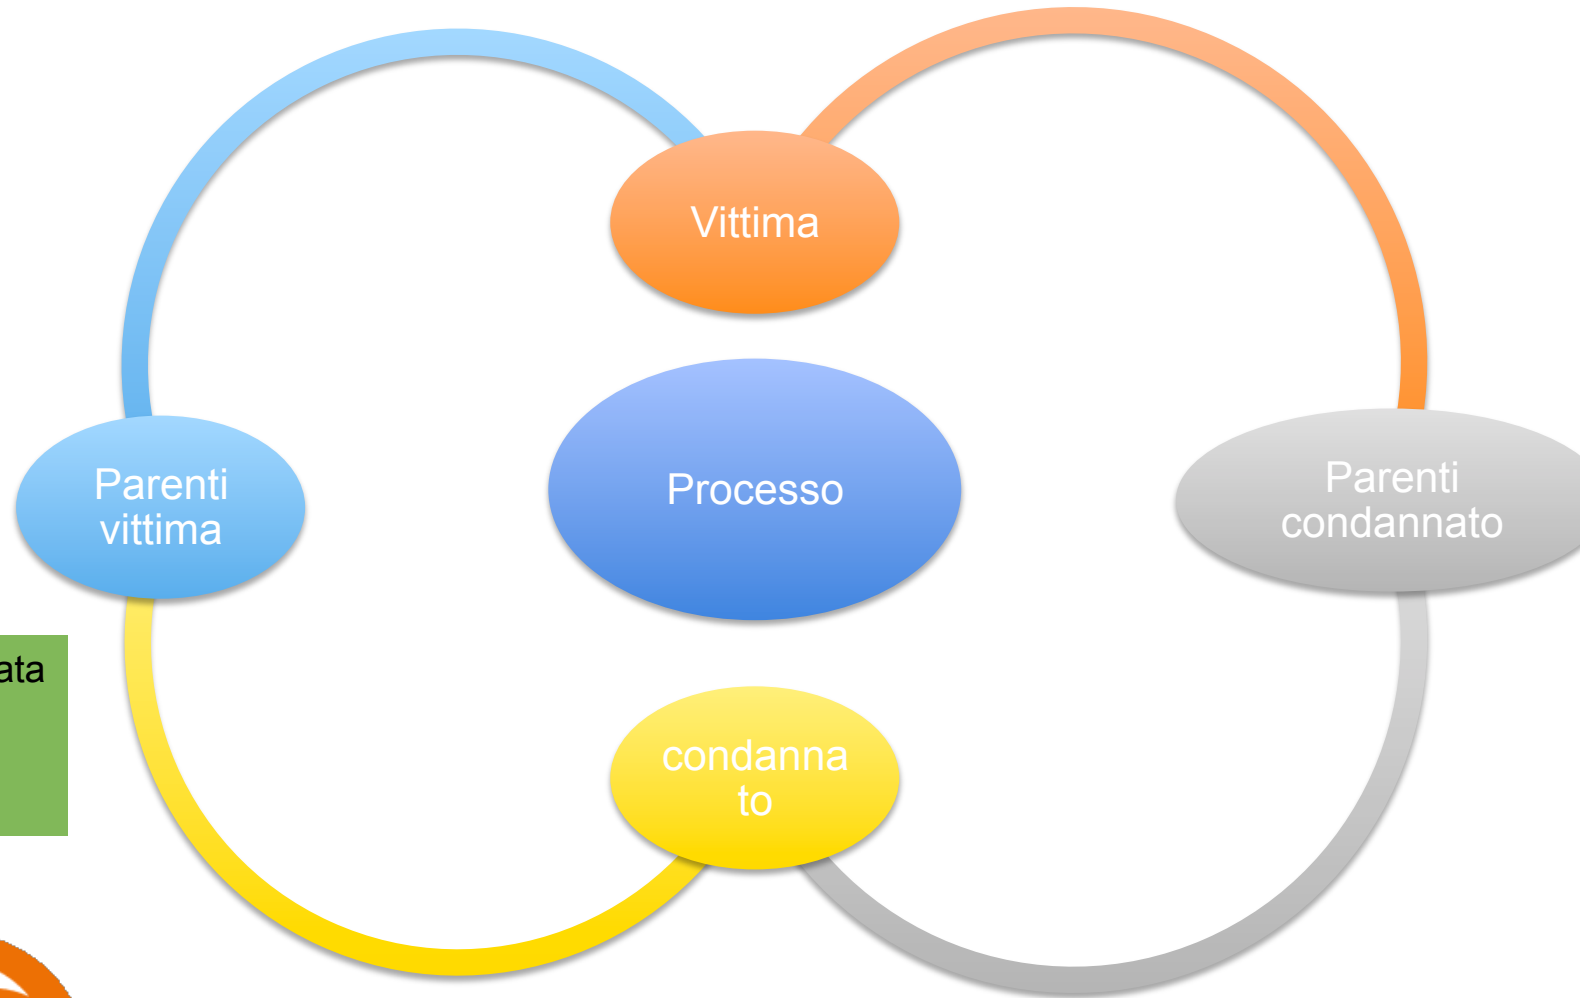 Vittima
Parenti
vittima
Processo
Parenti
condannato
ata
condanna
to